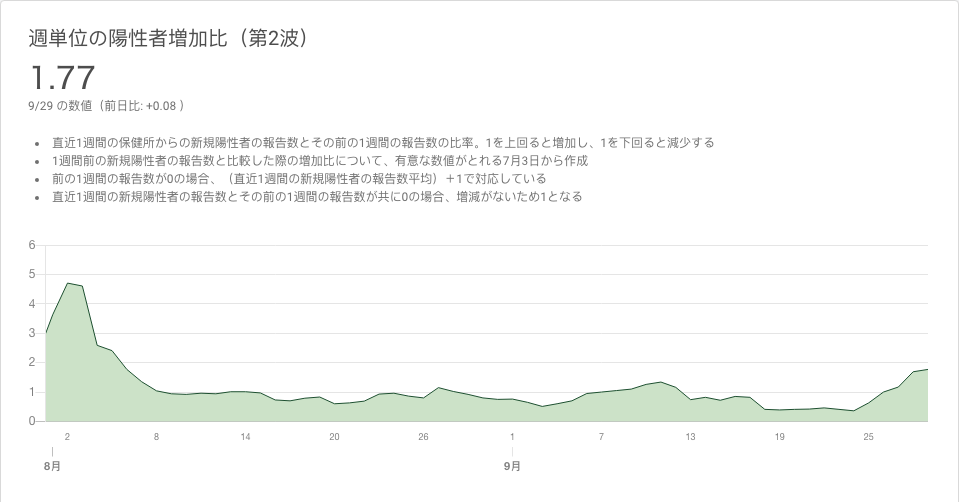 週単位の陽性者増加比（第2波）
1.77
9/29 の数値（前日比: +0.08 ）
• 直近1週間の保健所からの新規陽性者の報告数とその前の1週間の報告数の比率。1を上回ると増加し、1を下回ると減少する
• 1週間前の新規陽性者の報告数と比較した際の増加比について、有意な数値がとれる7月3日から作成
• 前の1週間の報告数が0の場合、（直近1週間の新規陽性者の報告数平均）＋1で対応している
• 直近1週間の新規陽性者の報告数とその前の1週間の報告数が共に0の場合、増減がないため1となる
6
5
4
3
2
1
0
2 8 14 20 26 1 7 13 19 25
8月 9月